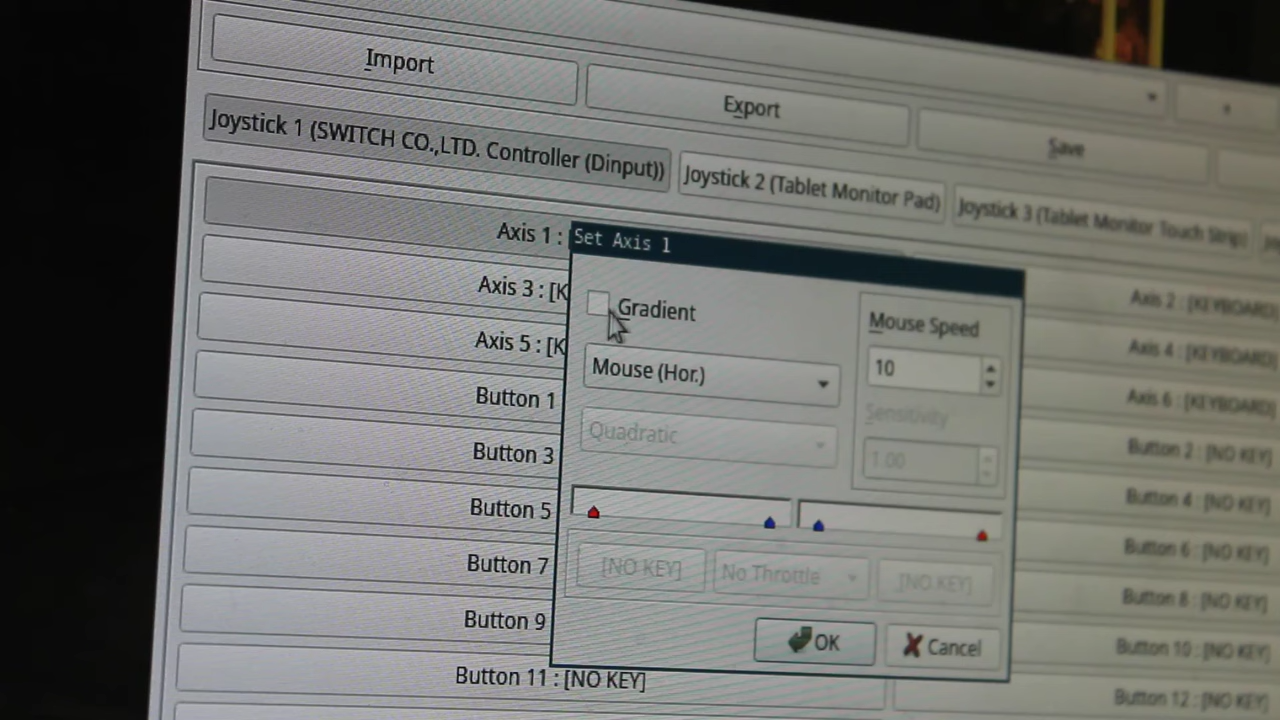 Import
Export
Save
Joystick 1 (SWITCH CO.,LTD. Controller (Dinput))
Joystick 2 (Tablet Monitor Pad)
Joystick 3 (Tablet Monitor Touch Strip)
Axis 1 :
Set Axis 1
Axis 2 : [KEYBOARD]
Axis 3 : [K
Gradient
Mouse Speed
Axis 4 : [KEYBOARD]
Axis 5 : [K
Mouse (Hor.)
10
Axis 6 : [KEYBOARD]
Button 1
Quadratic
Sensitivity
1.00
Button 2 : [NO KEY]
Button 3
Button 4 : [NO KEY]
Button 5
Button 6 : [NO KEY]
Button 7
[NO KEY]
No Throttle
[NO KEY]
Button 8 : [NO KEY]
Button 9
OK
Cancel
Button 10 : [NO KEY]
Button 11 : [NO KEY]
Button 12 : [NO KEY]